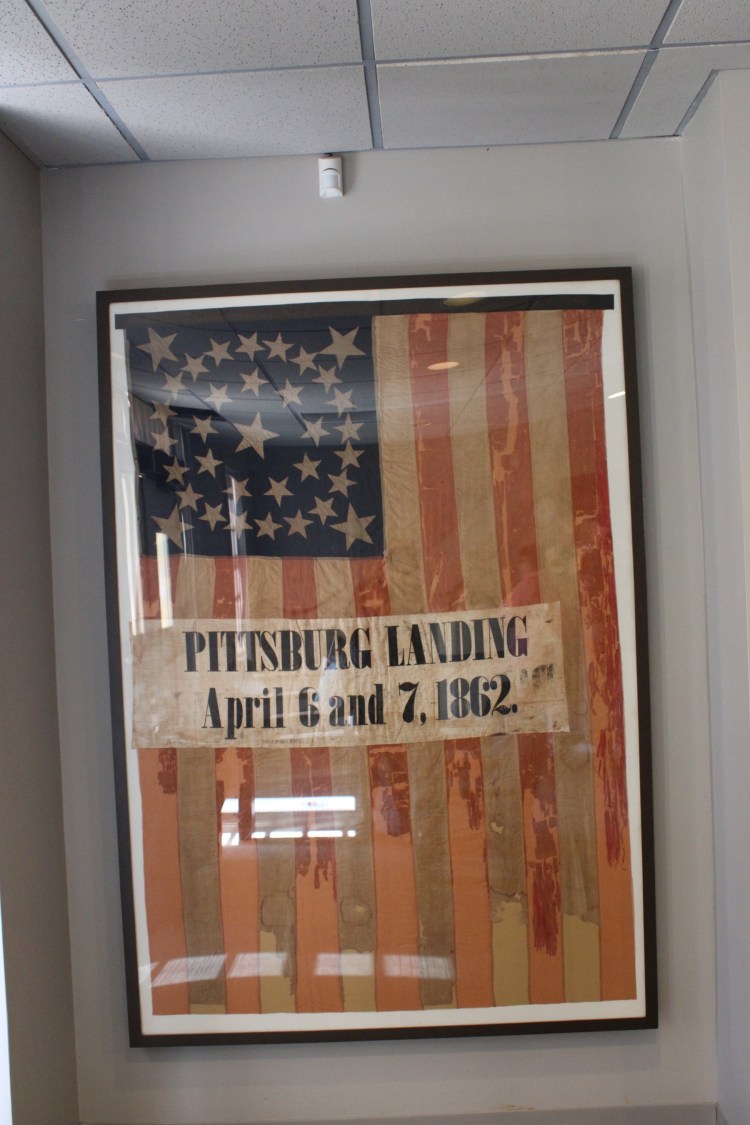 PITTSBURG LANDING
April 6 and 7, 1862.